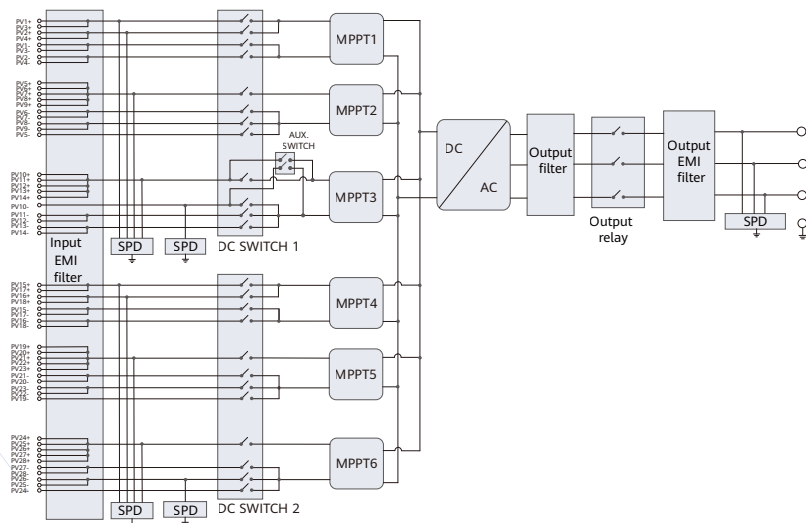 PV1+
PV3+
PV2+
PV4+
PV1-
PV3-
PV2-
PV4-
MPPT1
PV5+
PV6+
PV7+
PV8+
PV9+
PV6-
PV7-
PV8-
PV9-
PV5-
MPPT2
AUX.
SWITCH
PV10+
PV11+
PV12+
PV13+
PV14+
PV10-
PV11-
PV12-
PV13-
PV14-
MPPT3
Input
EMI
filter
SPD
SPD
DC SWITCH 1
DC
AC
Output
filter
Output
relay
Output
EMI
filter
SPD
PV15+
PV17+
PV16+
PV18+
PV15-
PV17-
PV16-
PV18-
MPPT4
PV19+
PV20+
PV21+
PV22+
PV23+
PV21-
PV20-
PV23-
PV22-
PV19-
MPPT5
PV24+
PV25+
PV26+
PV27+
PV28+
PV27-
PV28-
PV26-
PV25-
PV24-
MPPT6
SPD
SPD
DC SWITCH 2